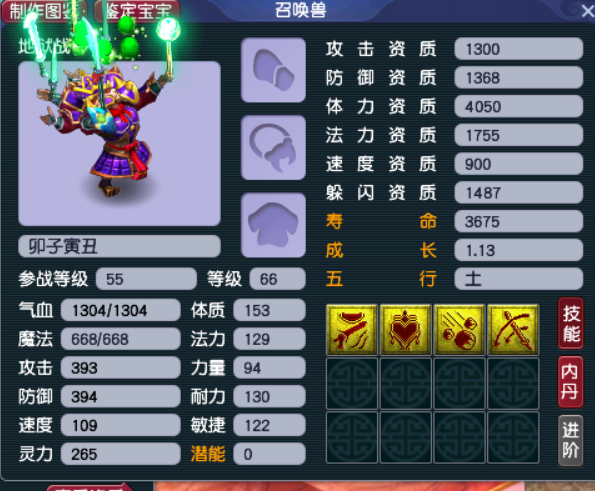 制作图鉴 鉴定宝宝 召唤兽
地狱战
攻击资质 1300
防御资质 1368
体力资质 4050
法力资质 1755
速度资质 900
躲闪资质 1487
寿命 3675
成长 1.13
五行 土
卯子寅丑
参战等级 55 等级 66
气血 1304/1304 体质 153
魔法 668/668 法力 129
攻击 393 力量 94
防御 394 耐力 130
速度 109 敏捷 122
灵力 265 潜能 0
技能
内丹
进阶